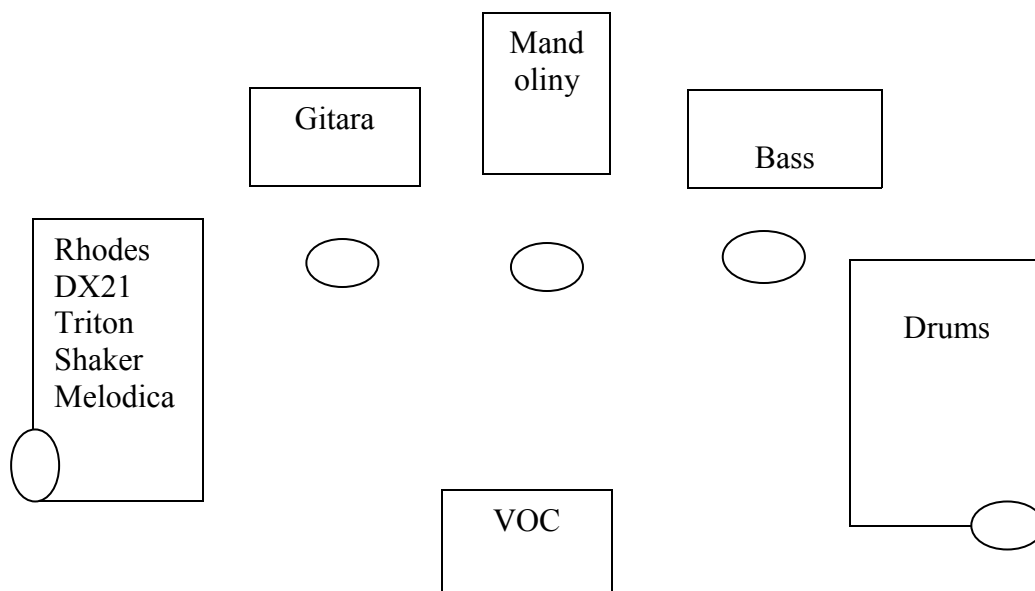 Mand
oliny
Gitara
Bass
Rhodes
DX21
Triton
Shaker
Melodica
Drums
VOC